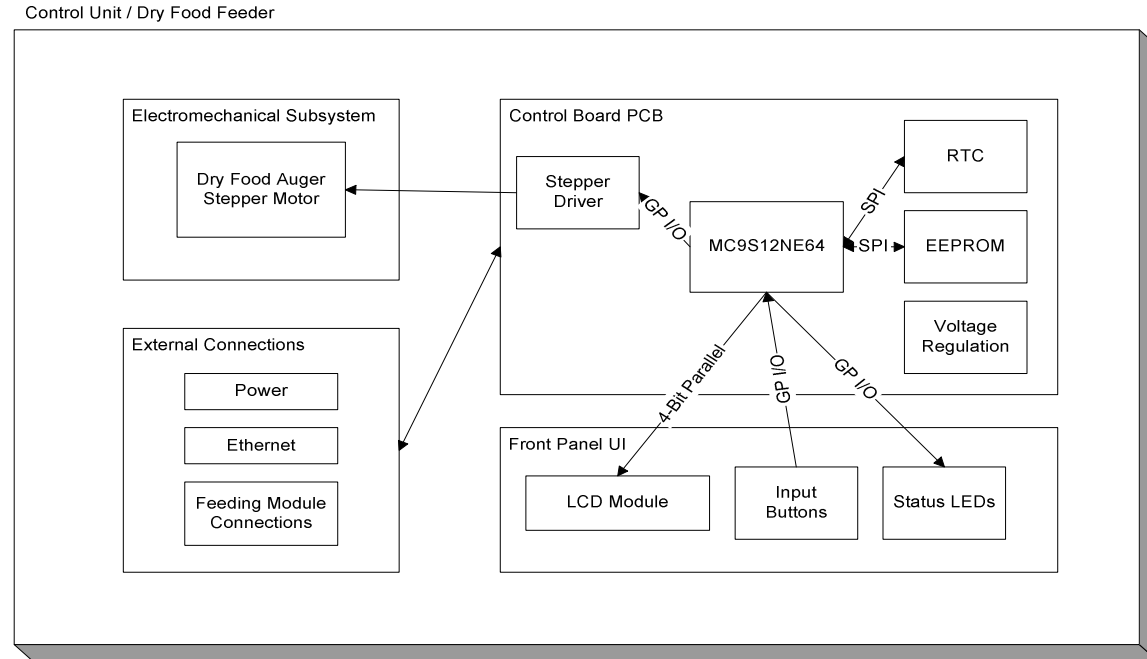 Control Unit / Dry Food Feeder
Electromechanical Subsystem
Dry Food Auger
Stepper Motor
External Connections
Power
Ethernet
Feeding Module
Connections
Control Board PCB
Stepper
Driver
GP I/O
MC9S12NE64
SPI
RTC
SPI
EEPROM
Voltage
Regulation
4-Bit Parallel
GP I/O
GP I/O
Front Panel UI
LCD Module
Input
Buttons
Status LEDs